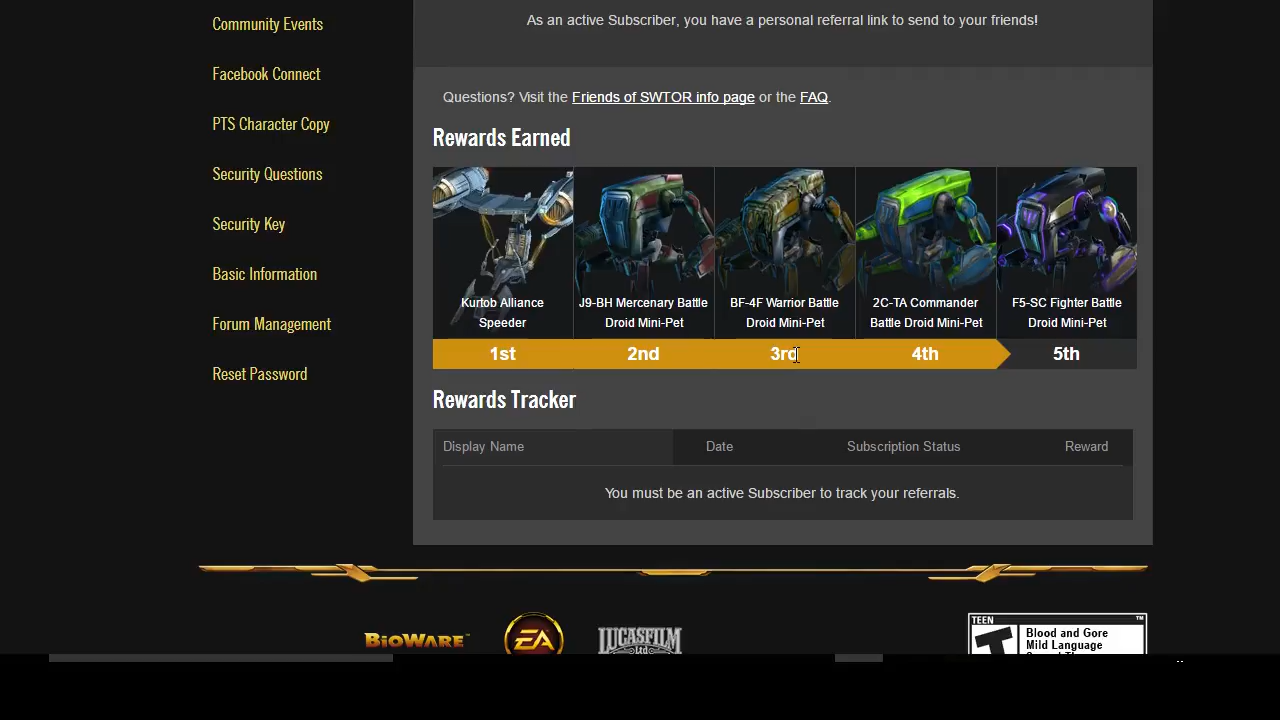 Community Events
Facebook Connect
PTS Character Copy
Security Questions
Security Key
Basic Information
Forum Management
Reset Password
As an active Subscriber, you have a personal referral link to send to your friends!
Questions? Visit the Friends of SWTOR info page or the FAQ.
Rewards Earned
Kurtob Alliance
Speeder
J9-BH Mercenary Battle
Droid Mini-Pet
BF-4F Warrior Battle
Droid Mini-Pet
2C-TA Commander
Battle Droid Mini-Pet
F5-SC Fighter Battle
Droid Mini-Pet
1st 2nd 3rd 4th 5th
Rewards Tracker
Display Name Date Subscription Status Reward
You must be an active Subscriber to track your referrals.
BIOWARE™
EA
LUCASFILM
Ltd
TEEN ™
T
Blood and Gore
Mild Language